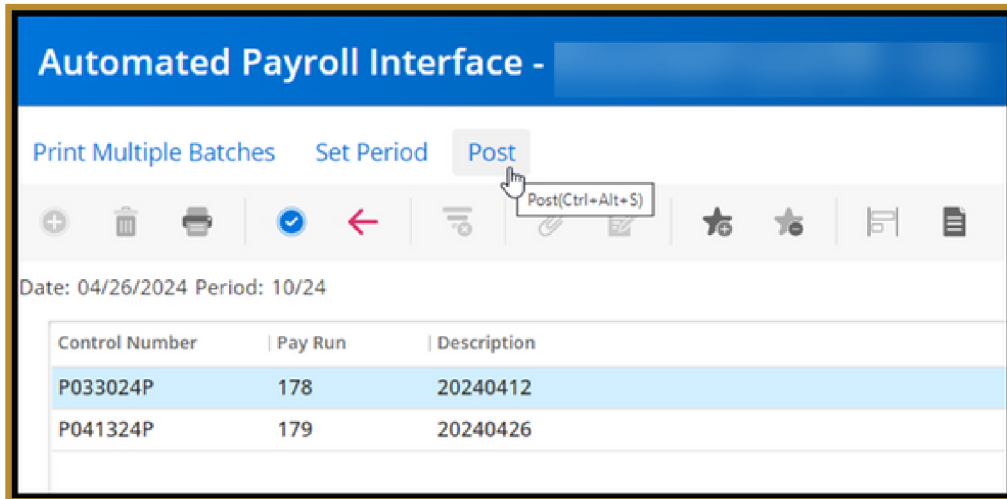 Automated Payroll Interface -
Print Multiple Batches Set Period Post
Post(Ctrl+Alt+S)
Date: 04/26/2024 Period: 10/24
Control Number Pay Run Description
P033024P 178 20240412
P041324P 179 20240426